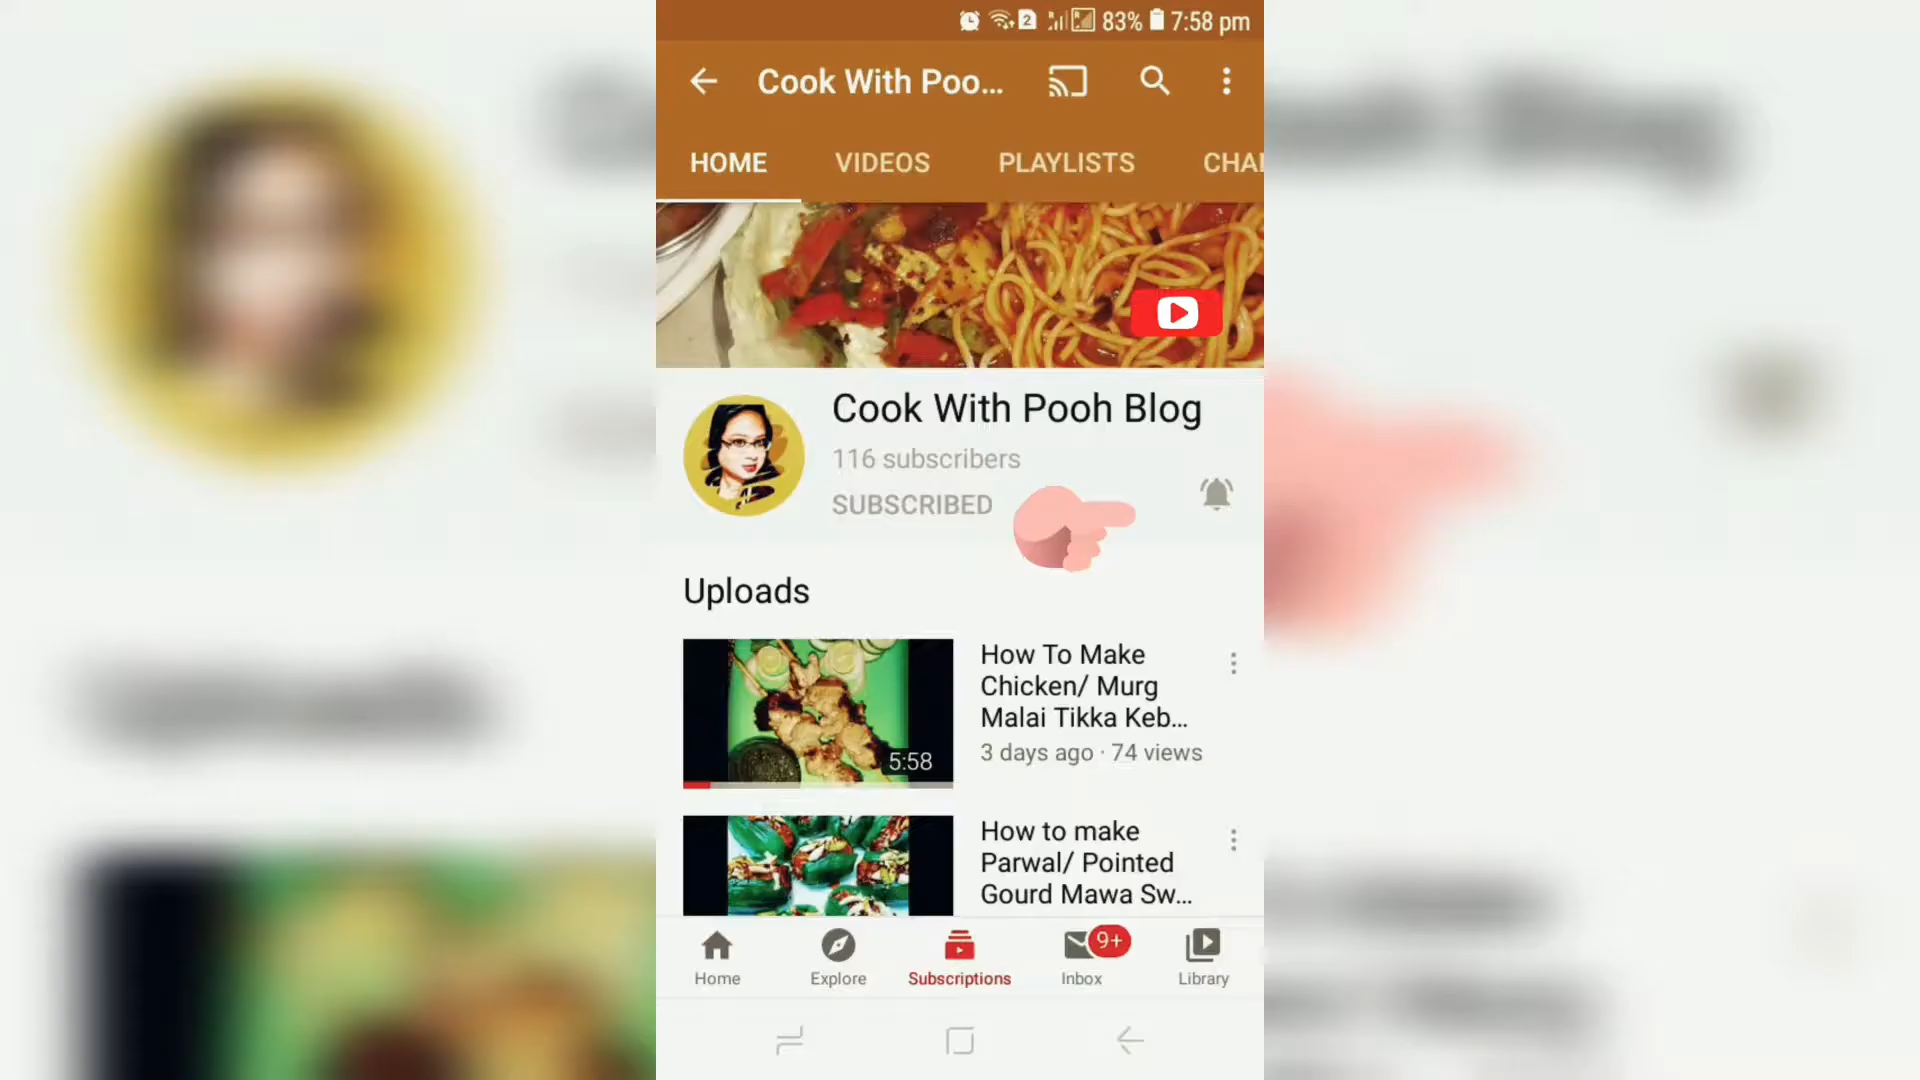 2 83% 7:58 pm
Cook With Poo...
HOME VIDEOS PLAYLISTS CHA
Cook With Pooh Blog
116 subscribers
SUBSCRIBED
Uploads
How To Make
Chicken/ Murg
Malai Tikka Keb...
3 days ago · 74 views
5:58
How to make
Parwal/ Pointed
Gourd Mawa Sw...
9+
Home Explore Subscriptions Inbox Library